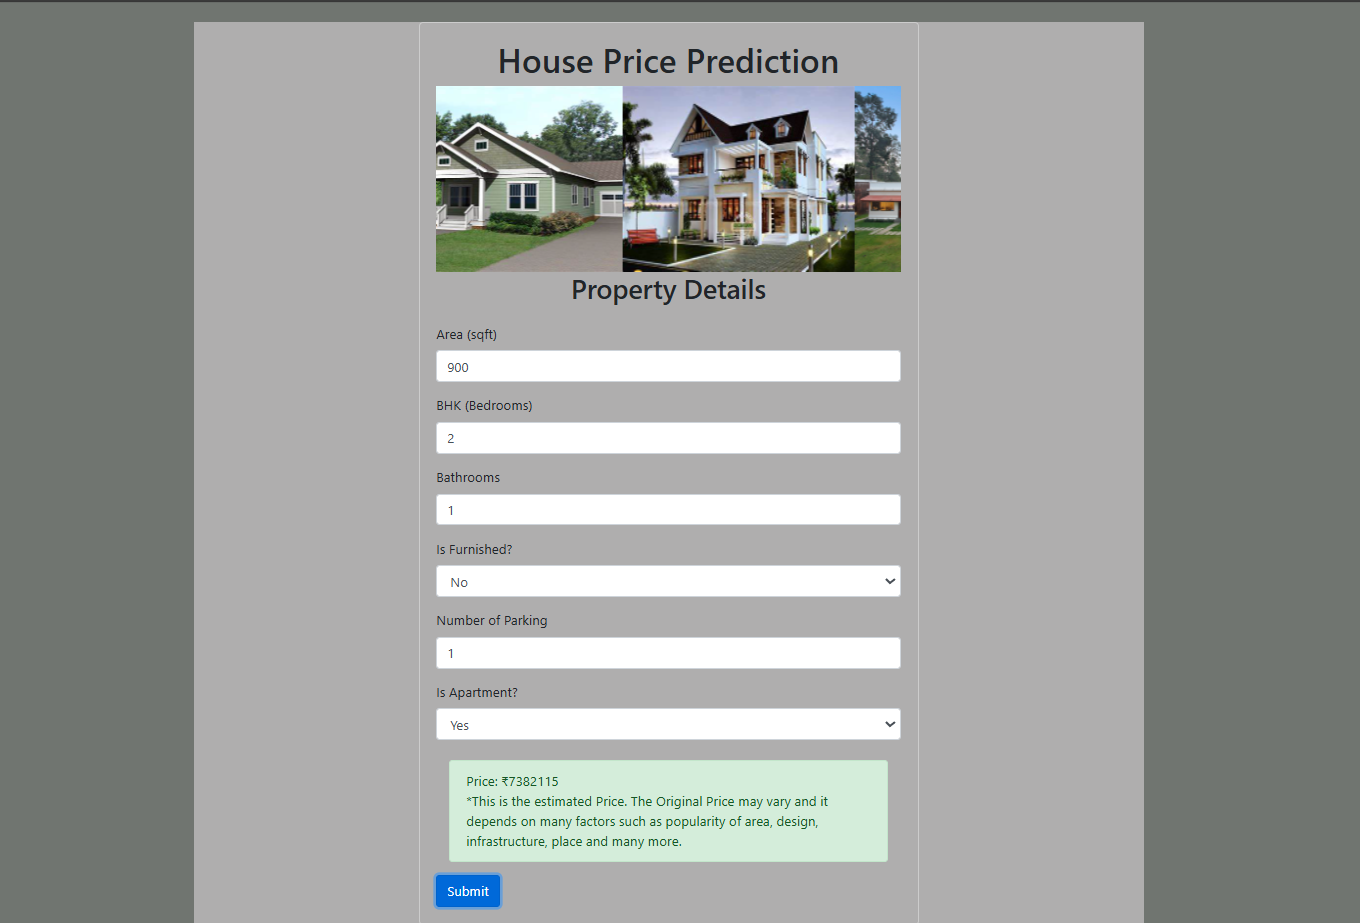 House Price Prediction
Property Details
Area (sqft)
900
BHK (Bedrooms)
2
Bathrooms
1
Is Furnished?
No
Number of Parking
1
Is Apartment?
Yes
Price: ₹7382115
*This is the estimated Price. The Original Price may vary and it
depends on many factors such as popularity of area, design,
infrastructure, place and many more.
Submit